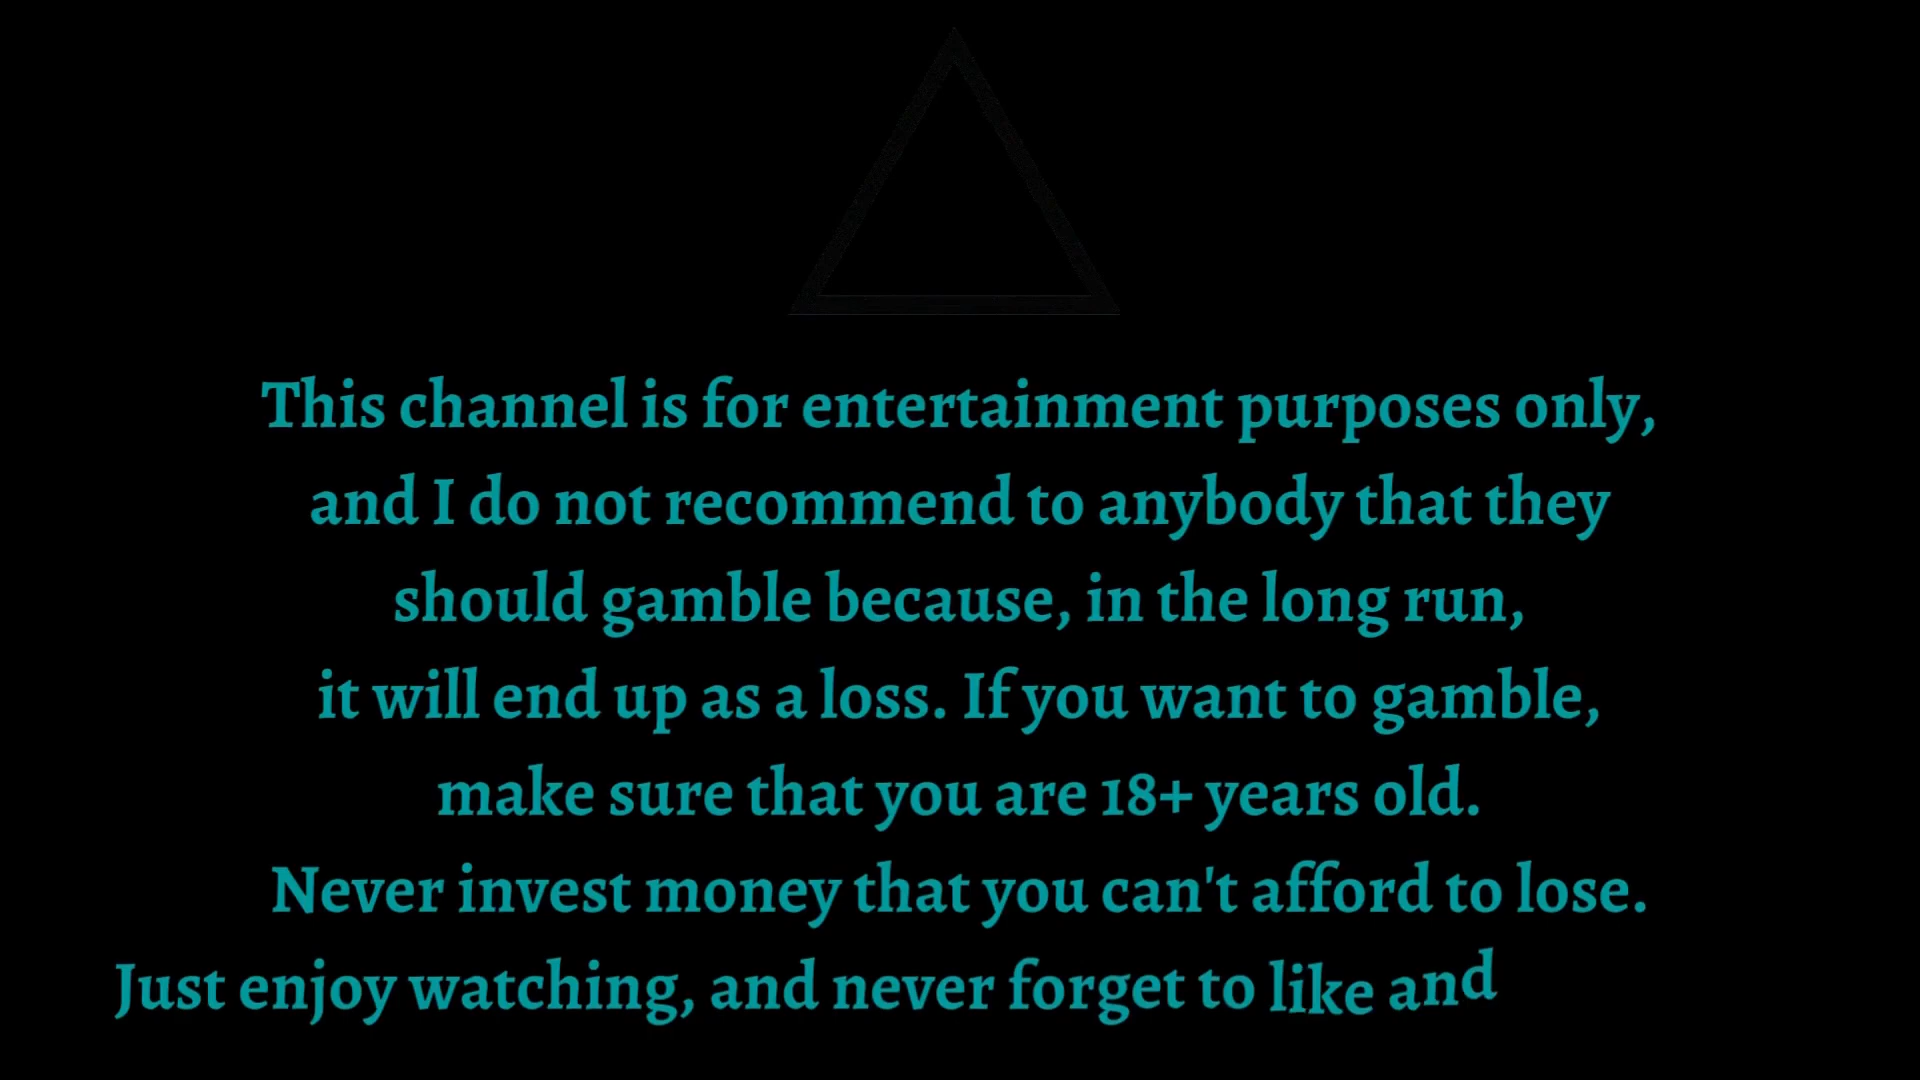 This channel is for entertainment purposes only,
and I do not recommend to anybody that they
should gamble because, in the long run,
it will end up as a loss. If you want to gamble,
make sure that you are 18+ years old.
Never invest money that you can't afford to lose.
Just enjoy watching, and never forget to like and